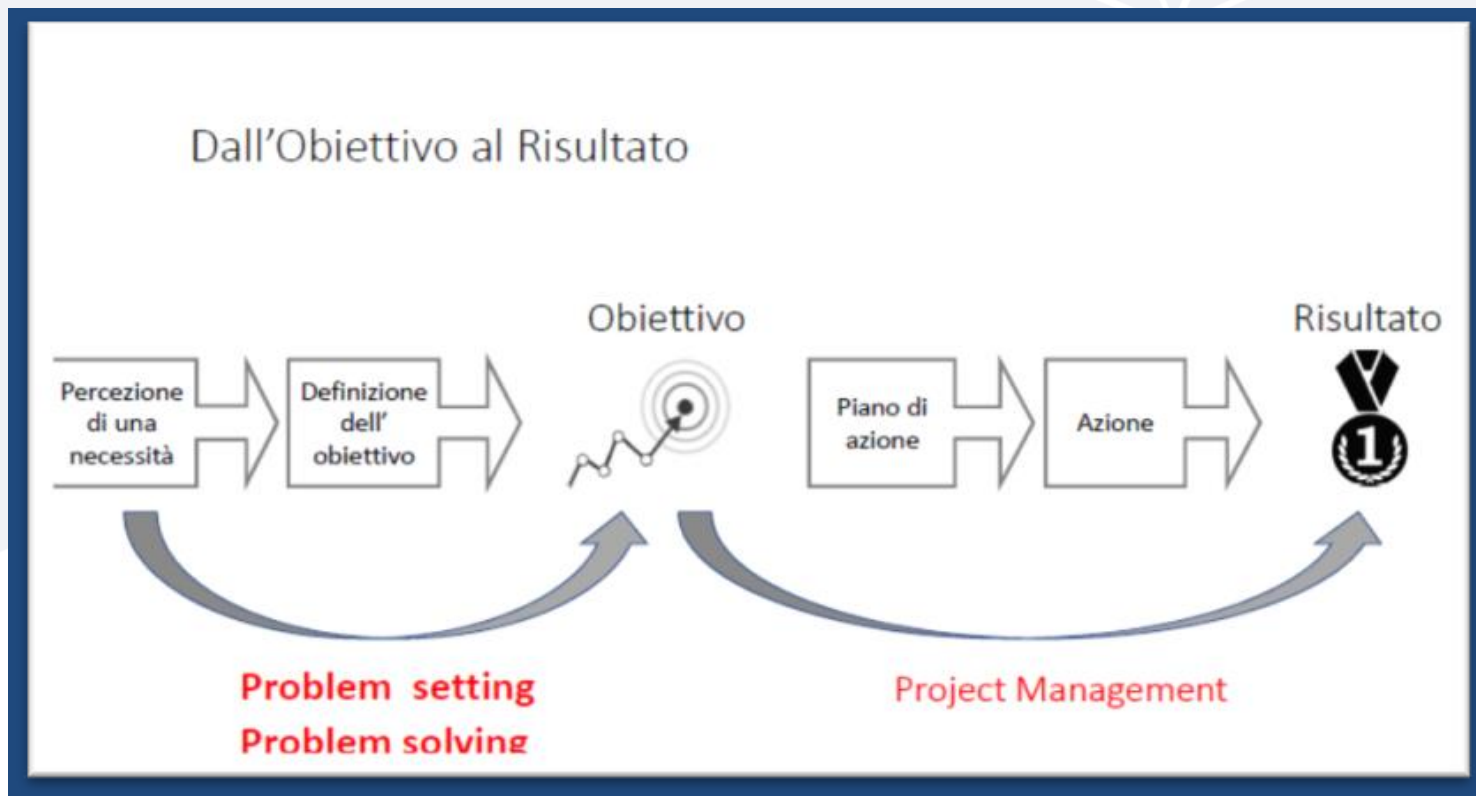 Dall'Obiettivo al Risultato
Obiettivo
Risultato
Percezione
di una
necessità
Definizione
dell'
obiettivo
Piano di
azione
Azione
1
Problem setting
Problem solving
Project Management